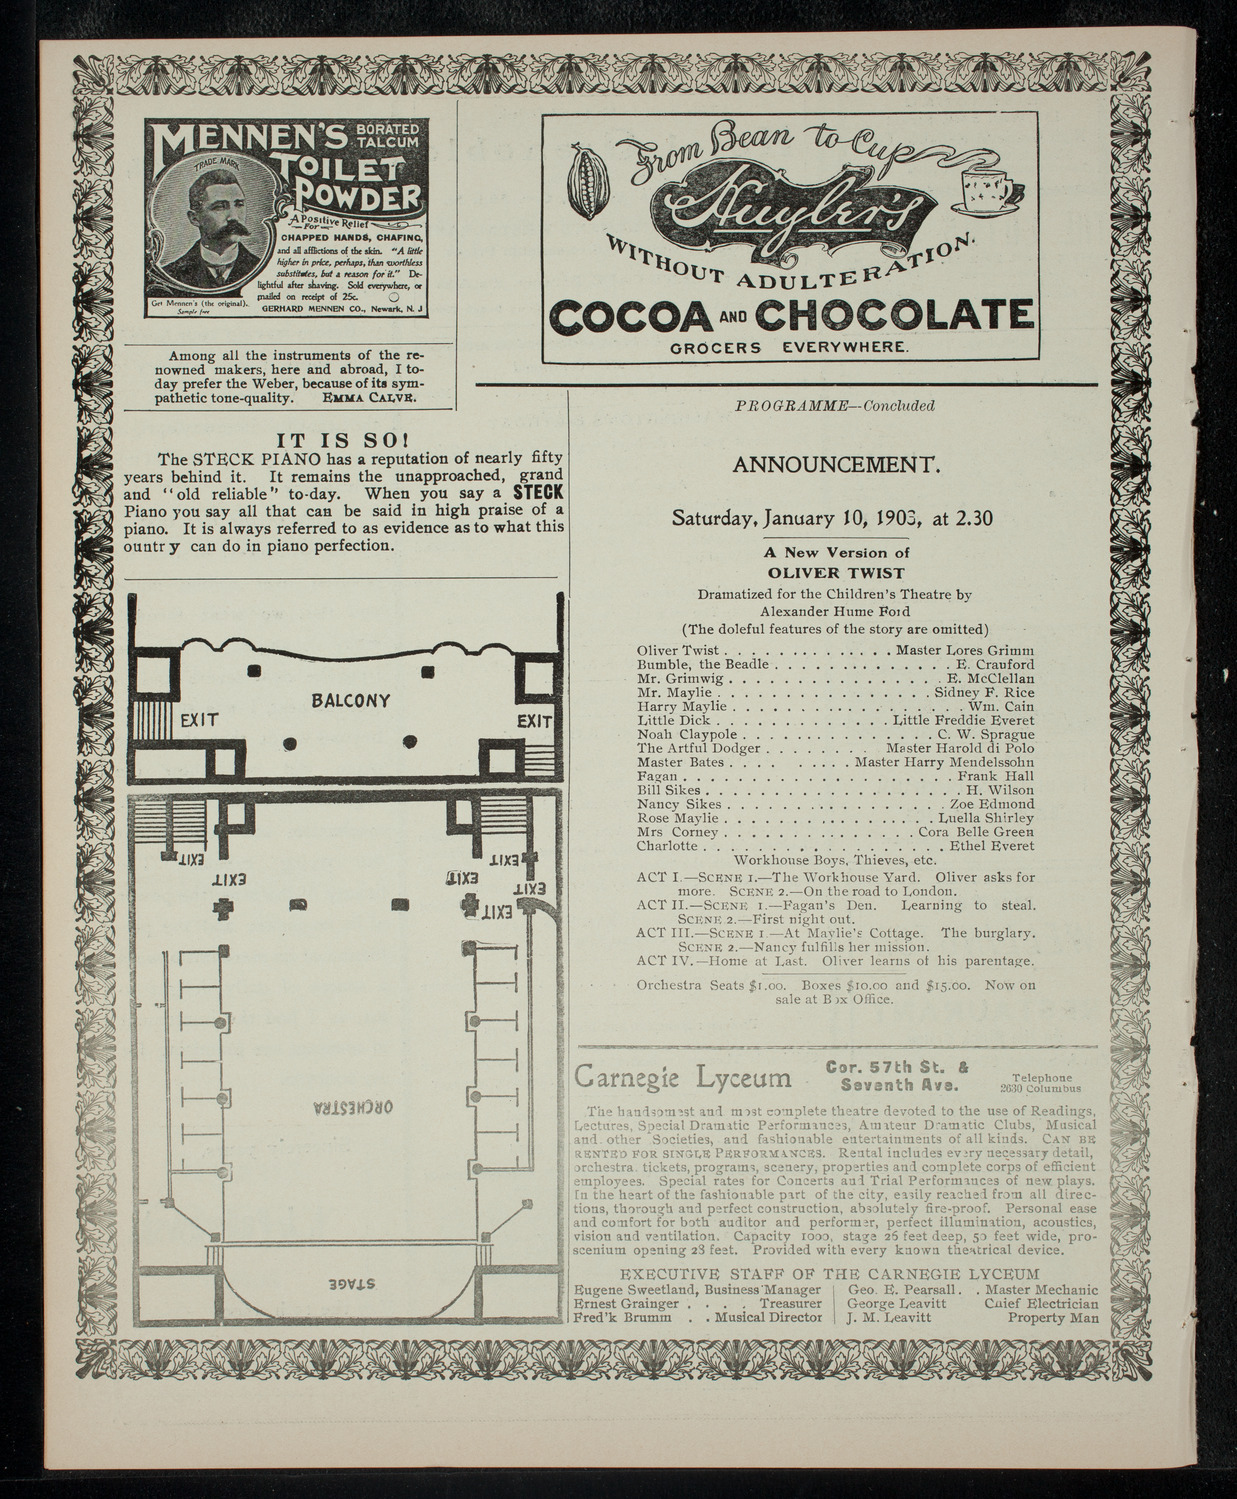 MENNEN'S BORATED
TALCUM
TOILET
POWDER
TRADE MARK
A Positive Relief
For
CHAPPED HANDS, CHAFING,
and all afflictions of the skin. "A little
higher in price, perhaps, than worthless
substitutes, but a reason for it." De-
lightful after shaving. Sold everywhere, or
mailed on receipt of 25c.
GERHARD MENNEN CO., Newark, N. J
Get Mennen's (the original).
Sample free
Among all the instruments of the re-
nowned makers, here and abroad, I to-
day prefer the Weber, because of its sym-
pathetic tone-quality. EMMA CALVE.
From Bean to Cup
Huyler's
WITHOUT ADULTERATION.
COCOA AND CHOCOLATE
GROCERS EVERYWHERE.
IT IS SO!
The STECK PIANO has a reputation of nearly fifty
years behind it. It remains the unapproached, grand
and "old reliable" to-day. When you say a STECK
Piano you say all that can be said in high praise of a
piano. It is always referred to as evidence as to what this
ountr y can do in piano perfection.
BALCONY
EXIT
EXIT
EXIT
EXIT
EXIT
EXIT
EXIT
EXIT
ORCHESTRA
STAGE
PROGRAMME—Concluded
ANNOUNCEMENT.
Saturday, January 10, 1903, at 2.30
A New Version of
OLIVER TWIST
Dramatized for the Children's Theatre by
Alexander Hume Ford
(The doleful features of the story are omitted)
Oliver Twist . . . . . . . . . . . . . Master Lores Grimm
Bumble, the Beadle . . . . . . . . . . . . . . E. Crauford
Mr. Grimwig . . . . . . . . . . . . . . . . E. McClellan
Mr. Maylie . . . . . . . . . . . . . . . Sidney F. Rice
Harry Maylie . . . . . . . . . . . . . . . . . Wm. Cain
Little Dick . . . . . . . . . . . . . Little Freddie Everet
Noah Claypole . . . . . . . . . . . . . . . C. W. Sprague
The Artful Dodger . . . . . . . . Master Harold di Polo
Master Bates . . . . . . . . . Master Harry Mendelssohn
Fagan . . . . . . . . . . . . . . . . . . . . Frank Hall
Bill Sikes . . . . . . . . . . . . . . . . . . . H. Wilson
Nancy Sikes . . . . . . . . . . . . . . . . . Zoe Edmond
Rose Maylie . . . . . . . . . . . . . . . . Luella Shirley
Mrs Corney . . . . . . . . . . . . . . Cora Belle Green
Charlotte . . . . . . . . . . . . . . . . . . Ethel Everet
Workhouse Boys, Thieves, etc.
ACT I.—SCENE 1.—The Workhouse Yard. Oliver asks for
more. SCENE 2.—On the road to London.
ACT II.—SCENE 1.—Fagan's Den. Learning to steal.
SCENE 2.—First night out.
ACT III.—SCENE 1.—At Maylie's Cottage. The burglary.
SCENE 2.—Nancy fulfills her mission.
ACT IV.—Home at Last. Oliver learns of his parentage.
Orchestra Seats $1.00. Boxes $10.00 and $15.00. Now on
sale at Box Office.
Carnegie Lyceum
Cor. 57th St. &
Seventh Ave.
Telephone
2630 Columbus
The handsomest and most complete theatre devoted to the use of Readings,
Lectures, Special Dramatic Performances, Amateur Dramatic Clubs, Musical
and other Societies, and fashionable entertainments of all kinds. CAN BE
RENTED FOR SINGLE PERFORMANCES. Rental includes every necessary detail,
orchestra, tickets, programs, scenery, properties and complete corps of efficient
employees. Special rates for Concerts and Trial Performances of new plays.
In the heart of the fashionable part of the city, easily reached from all direc-
tions, thorough and perfect construction, absolutely fire-proof. Personal ease
and comfort for both auditor and performer, perfect illumination, acoustics,
vision and ventilation. Capacity 1000, stage 26 feet deep, 50 feet wide, pro-
scenium opening 28 feet. Provided with every known theatrical device.
EXECUTIVE STAFF OF THE CARNEGIE LYCEUM
Eugene Sweetland, Business Manager
Ernest Grainger . . . . Treasurer
Fred'k Brumm . . Musical Director
Geo. E. Pearsall . . Master Mechanic
George Leavitt Chief Electrician
J. M. Leavitt Property Man